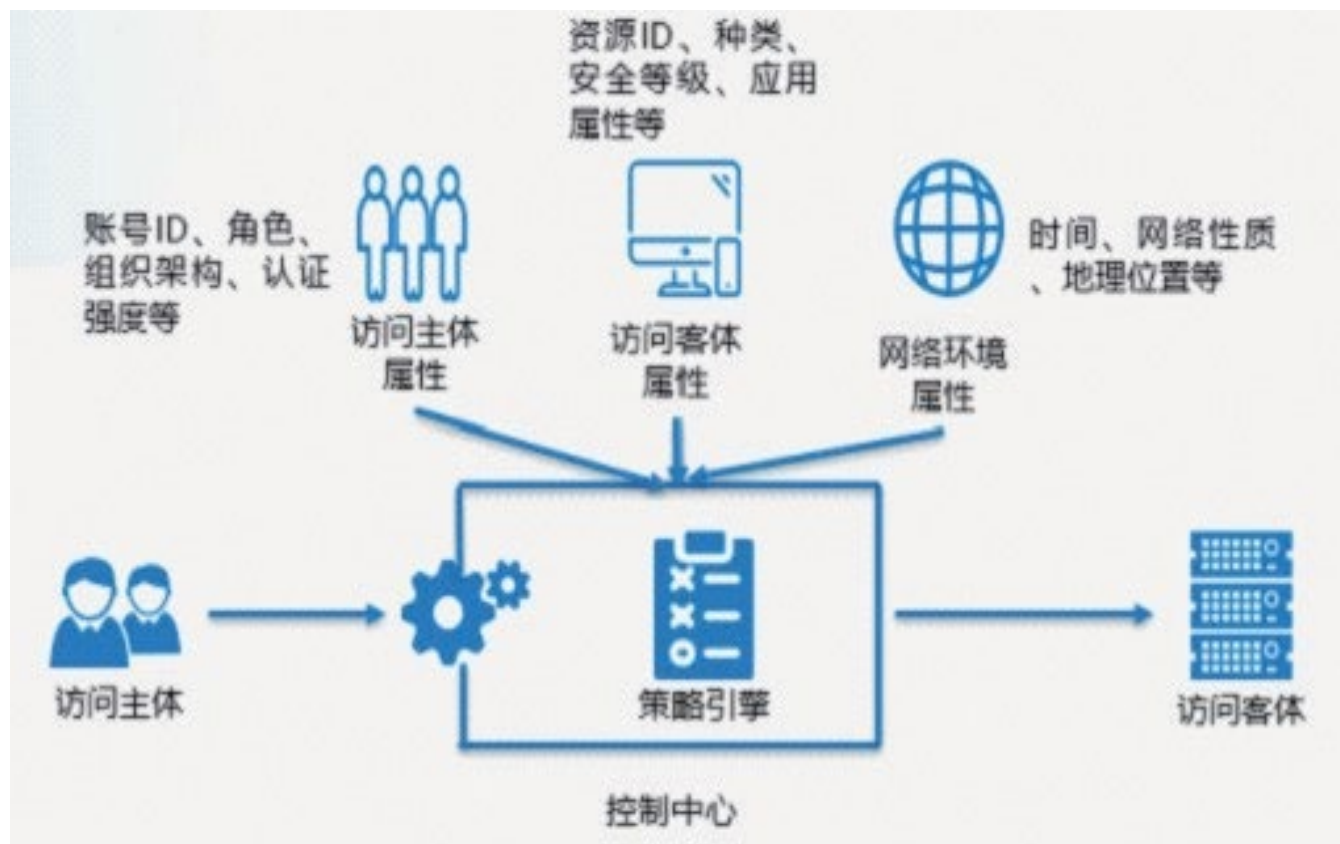 资源ID、种类、
安全等级、应用
属性等
账号ID、角色、
组织架构、认证
强度等
时间、网络性质
、地理位置等
访问主体
属性
访问客体
属性
网络环境
属性
访问主体
策略引擎
访问客体
控制中心